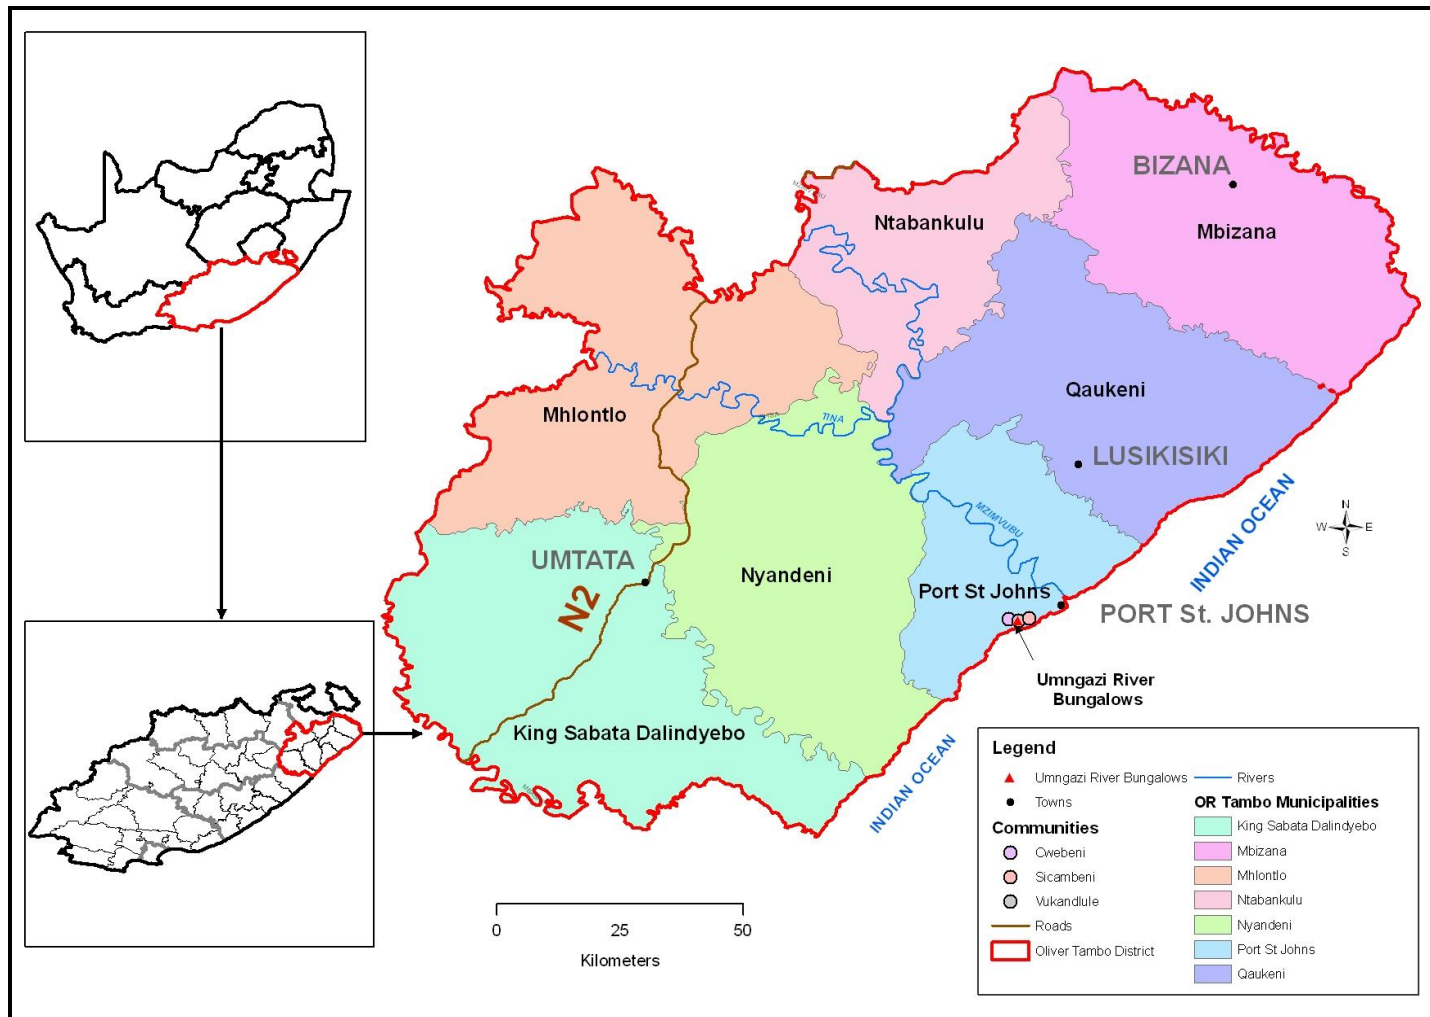 BIZANA
Ntabankulu
Mbizana
Mhlontlo
Qaukeni
TINA
LUSIKISIKI
MZIMVUBU
INDIAN OCEAN
N
W E
S
UMTATA
N2
Nyandeni
Port St Johns
PORT St. JOHNS
Umngazi River
Bungalows
King Sabata Dalindyebo
INDIAN OCEAN
0 25 50
Kilometers
Legend
Umngazi River Bungalows
Towns
Communities
Cwebeni
Sicambeni
Vukandlule
Roads
Oliver Tambo District
Rivers
OR Tambo Municipalities
King Sabata Dalindyebo
Mbizana
Mhlontlo
Ntabankulu
Nyandeni
Port St Johns
Qaukeni